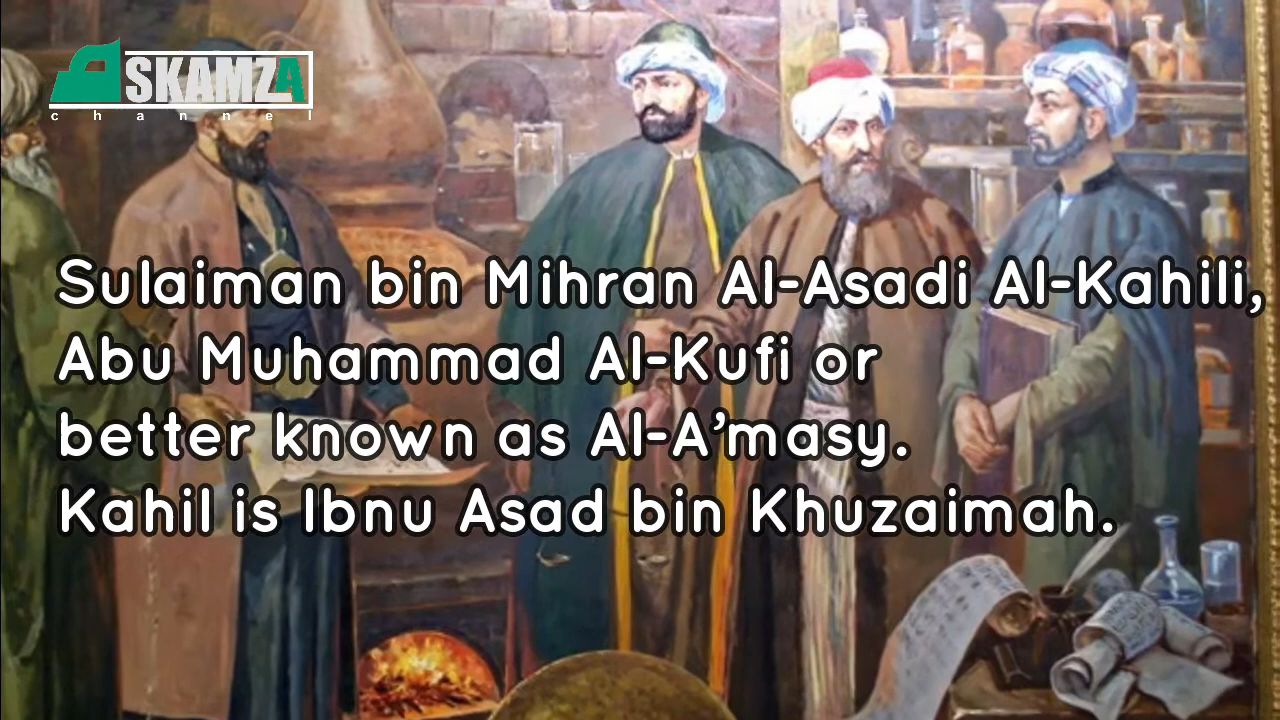 SKAMZA
channel
Sulaiman bin Mihran Al-Asadi Al-Kahili,
Abu Muhammad Al-Kufi or
better known as Al-A’masy.
Kahil is Ibnu Asad bin Khuzaimah.